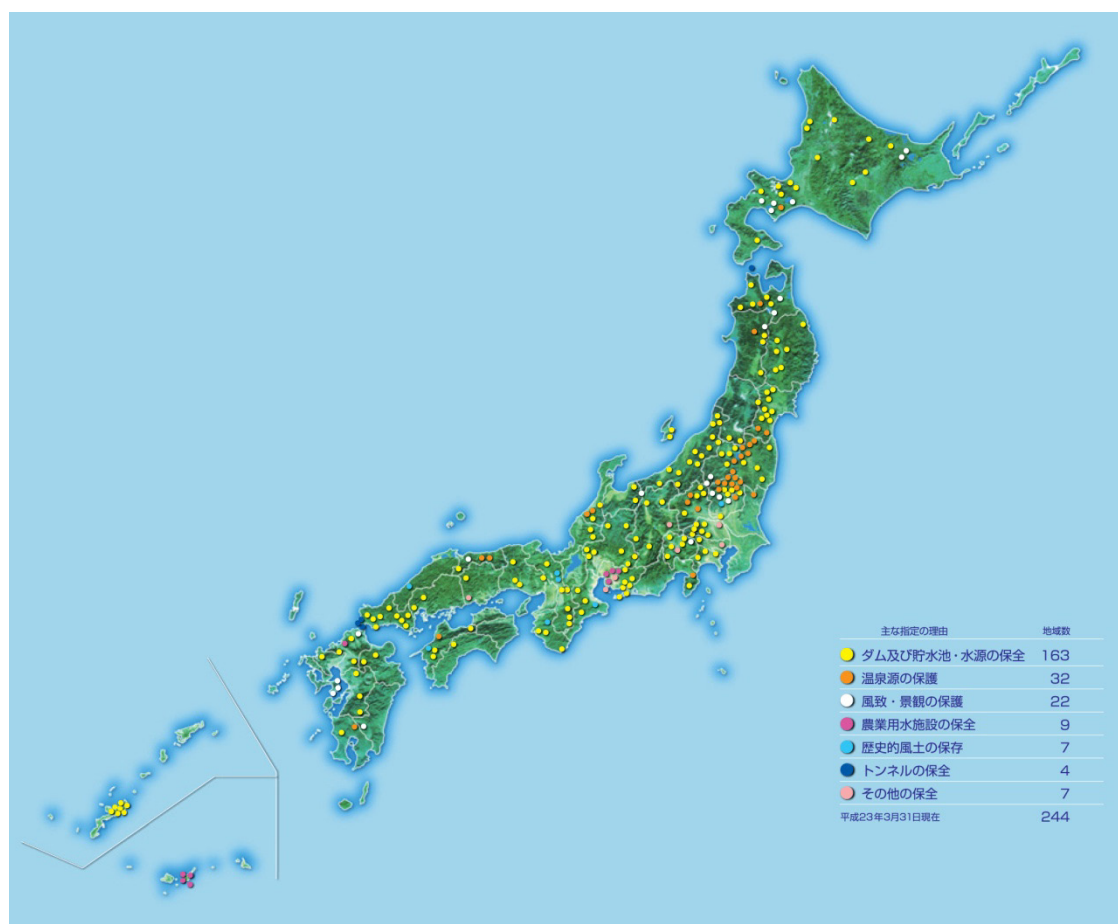 主な指定の理由 地域数
ダム及び貯水池・水源の保全 163
温泉源の保護 32
風致・景観の保護 22
農業用水施設の保全 9
歴史的風土の保存 7
トンネルの保全 4
その他の保全 7
平成23年3月31日現在 244